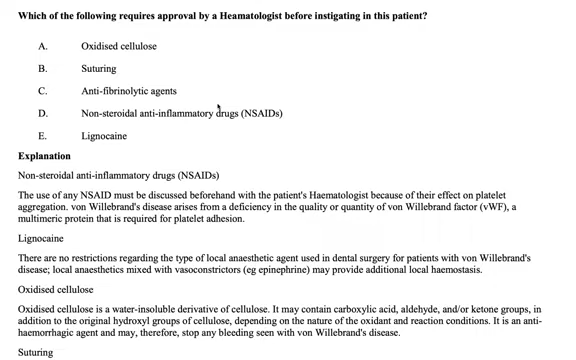 Which of the following requires approval by a Heamatologist before instigating in this patient?
A. Oxidised cellulose
B. Suturing
C. Anti-fibrinolytic agents
D. Non-steroidal anti-inflammatory drugs (NSAIDs)
E. Lignocaine
Explanation
Non-steroidal anti-inflammatory drugs (NSAIDs)
The use of any NSAID must be discussed beforehand with the patient's Haematologist because of their effect on platelet
aggregation. von Willebrand's disease arises from a deficiency in the quality or quantity of von Willebrand factor (vWF), a
multimeric protein that is required for platelet adhesion.
Lignocaine
There are no restrictions regarding the type of local anaesthetic agent used in dental surgery for patients with von Willebrand's
disease; local anaesthetics mixed with vasoconstrictors (eg epinephrine) may provide additional local haemostasis.
Oxidised cellulose
Oxidised cellulose is a water-insoluble derivative of cellulose. It may contain carboxylic acid, aldehyde, and/or ketone groups, in
addition to the original hydroxyl groups of cellulose, depending on the nature of the oxidant and reaction conditions. It is an anti-
haemorrhagic agent and may, therefore, stop any bleeding seen with von Willebrand's disease.
Suturing